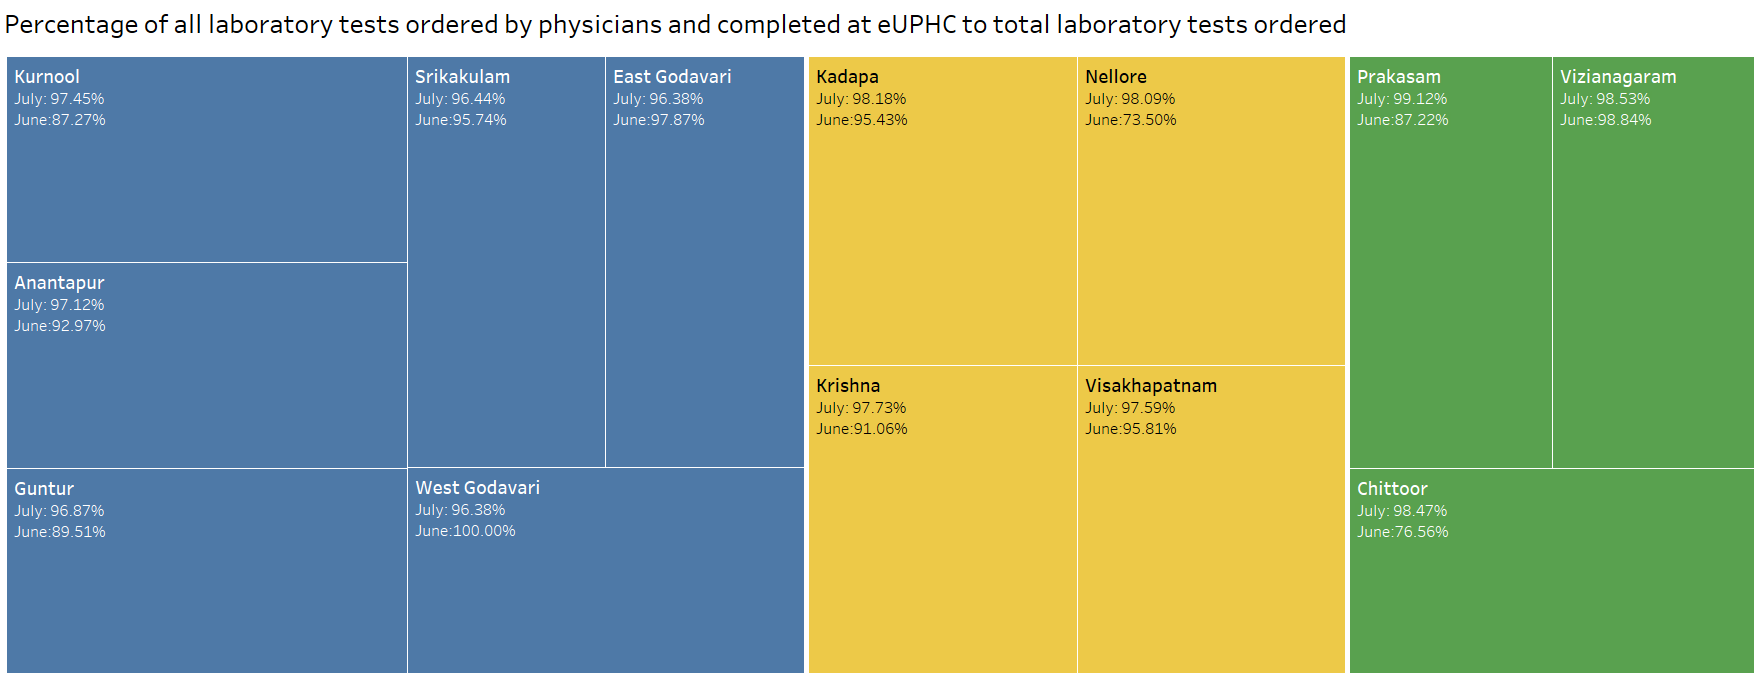 Percentage of all laboratory tests ordered by physicians and completed at eUPHC to total laboratory tests ordered
Kurnool
July: 97.45%
June:87.27%
Anantapur
July: 97.12%
June:92.97%
Guntur
July: 96.87%
June:89.51%
Srikakulam
July: 96.44%
June:95.74%
East Godavari
July: 96.38%
June:97.87%
West Godavari
July: 96.38%
June:100.00%
Kadapa
July: 98.18%
June:95.43%
Nellore
July: 98.09%
June:73.50%
Krishna
July: 97.73%
June:91.06%
Visakhapatnam
July: 97.59%
June:95.81%
Prakasam
July: 99.12%
June:87.22%
Vizianagaram
July: 98.53%
June:98.84%
Chittoor
July: 98.47%
June:76.56%